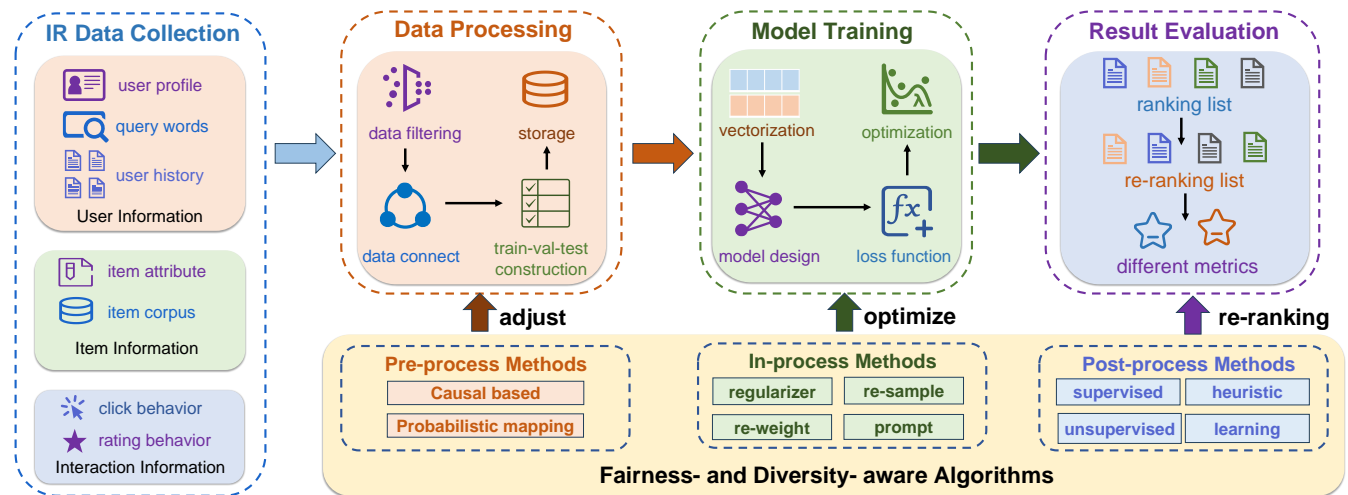 IR Data Collection
user profile
query words
user history
User Information
item attribute
item corpus
Item Information
click behavior
rating behavior
Interaction Information
Data Processing
data filtering
storage
data connect
train-val-test
construction
Model Training
vectorization
optimization
λ
model design
fx
loss function
Result Evaluation
ranking list
re-ranking list
different metrics
adjust
optimize
re-ranking
Pre-process Methods
Causal based
Probabilistic mapping
In-process Methods
regularizer
re-sample
re-weight
prompt
Post-process Methods
supervised
heuristic
unsupervised
learning
Fairness- and Diversity- aware Algorithms